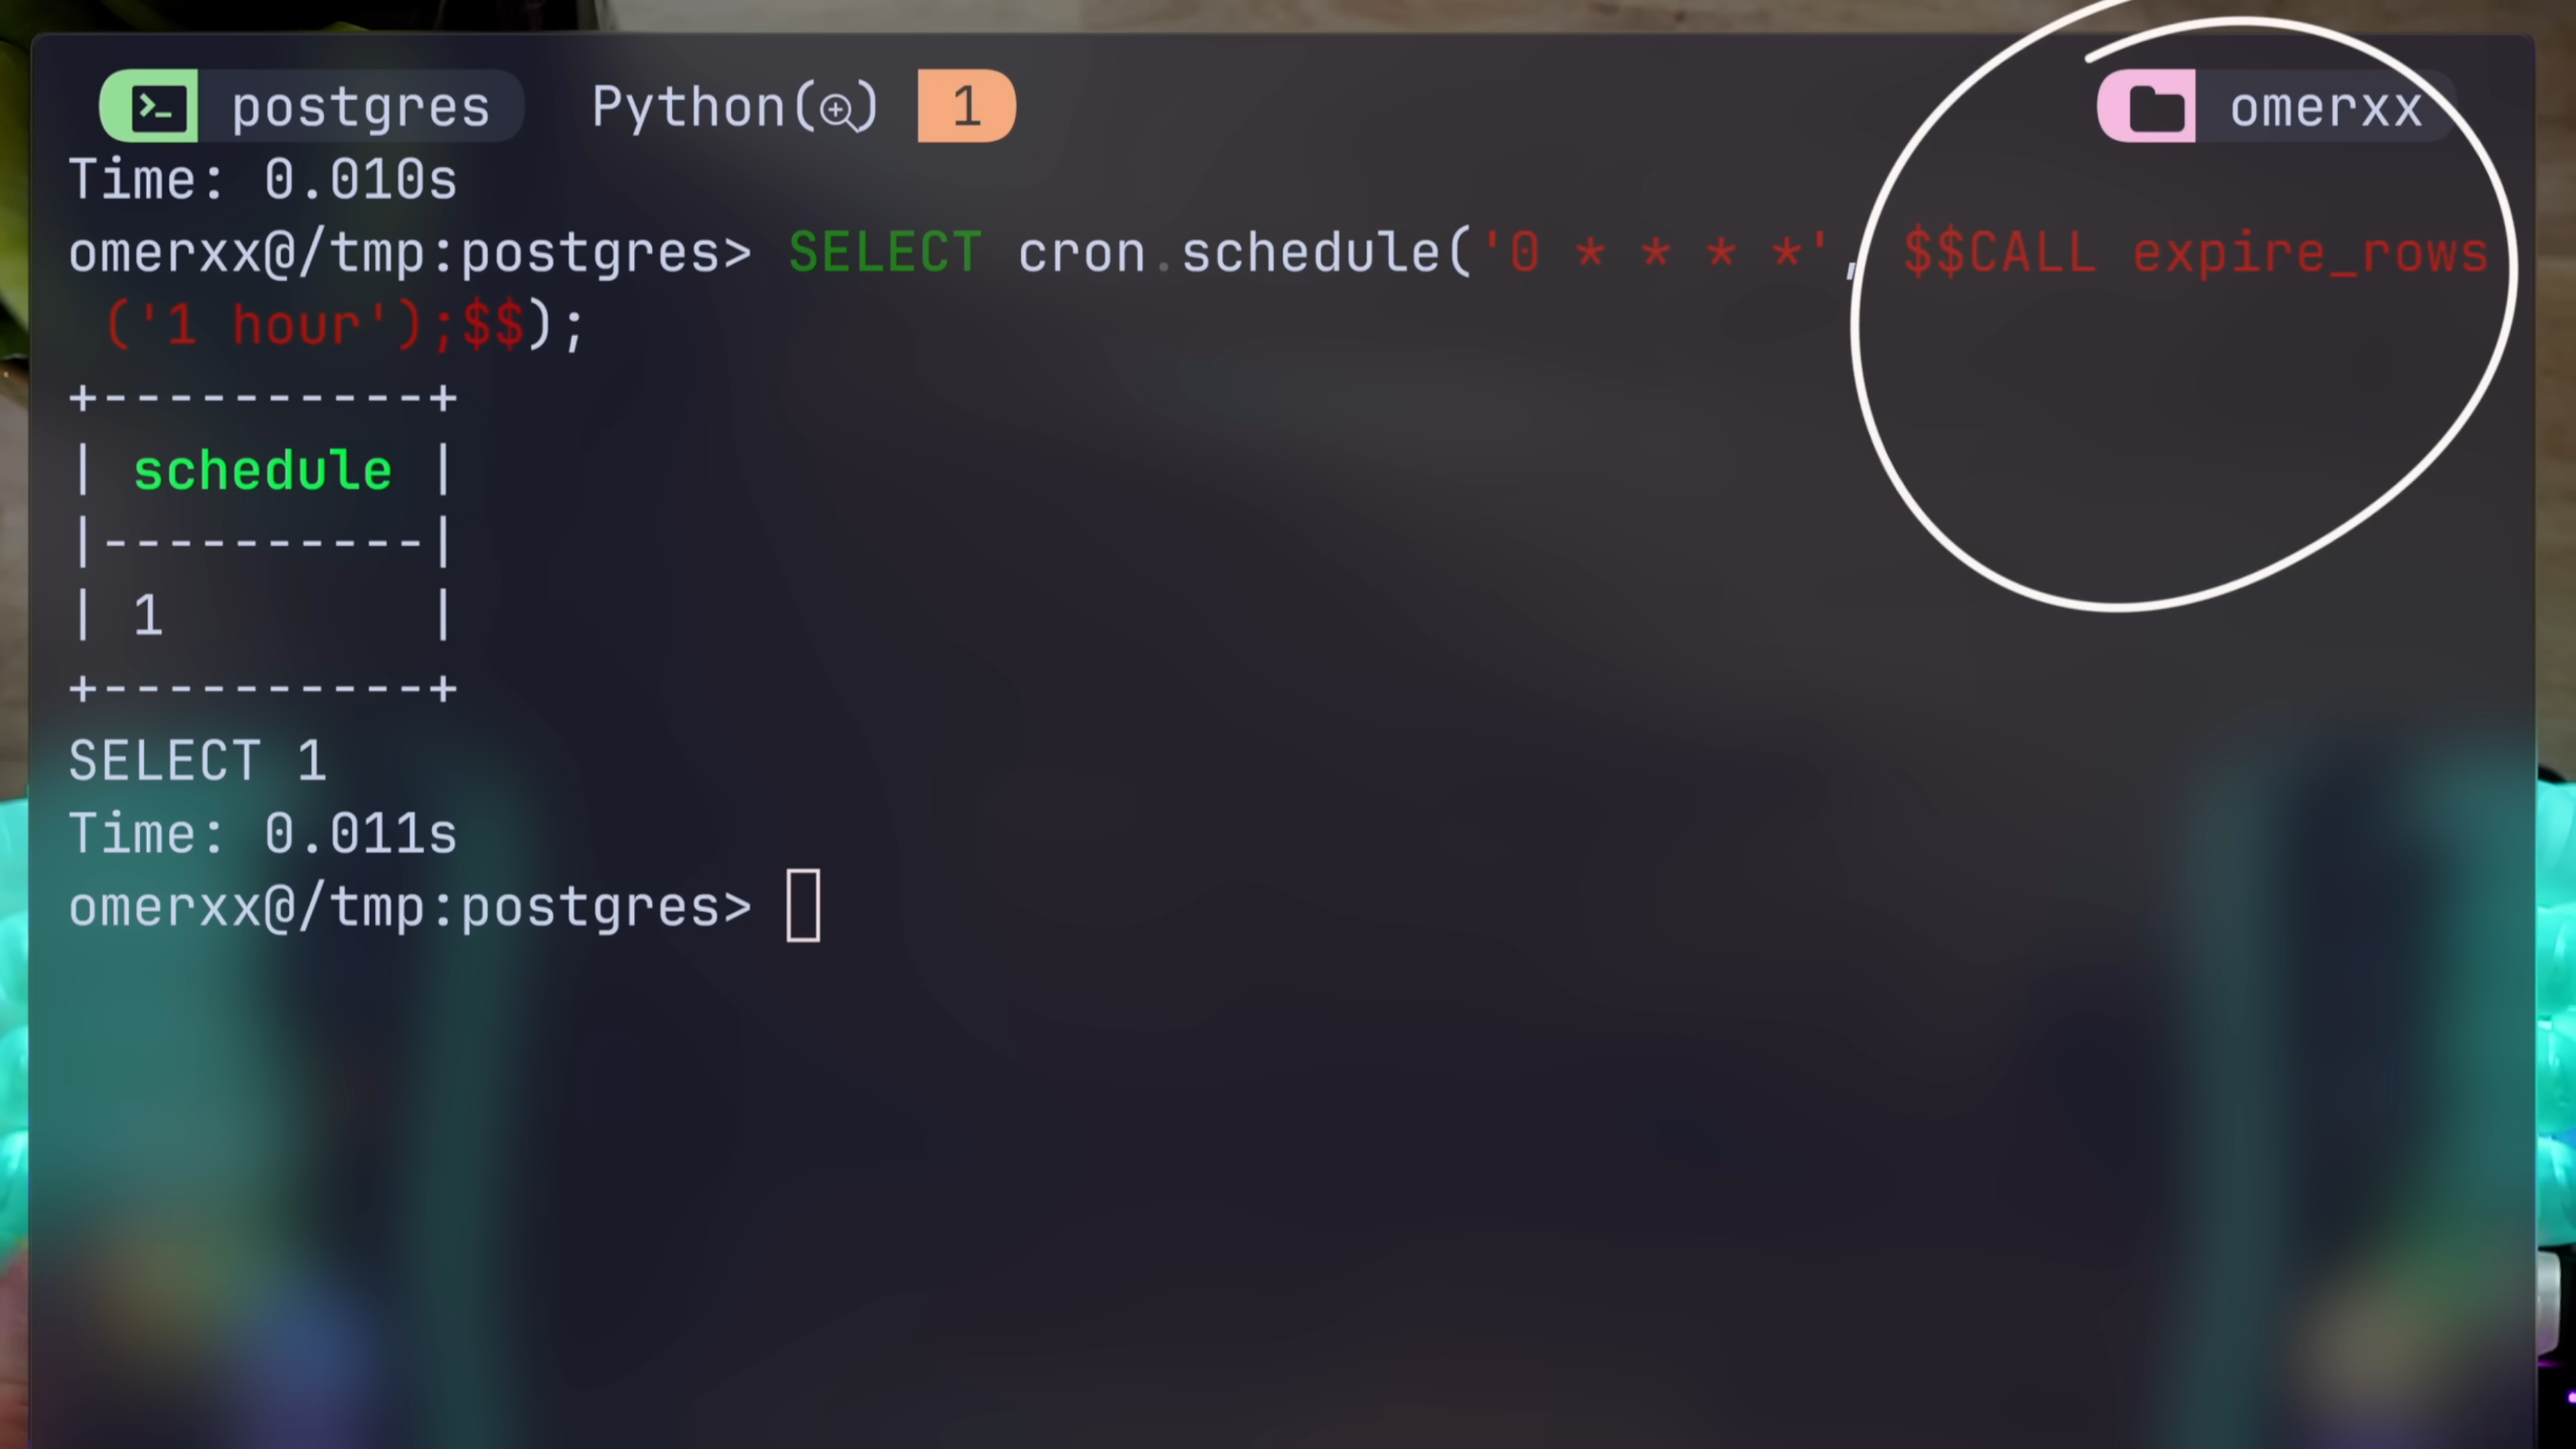 postgres Python() 1 omerxx
Time: 0.010s
omerxx@/tmp:postgres> SELECT cron.schedule('0 * * * *', $$CALL expire_rows
('1 hour');$$);
+-----------+
| schedule |
|----------|
| 1 |
+-----------+
SELECT 1
Time: 0.011s
omerxx@/tmp:postgres>